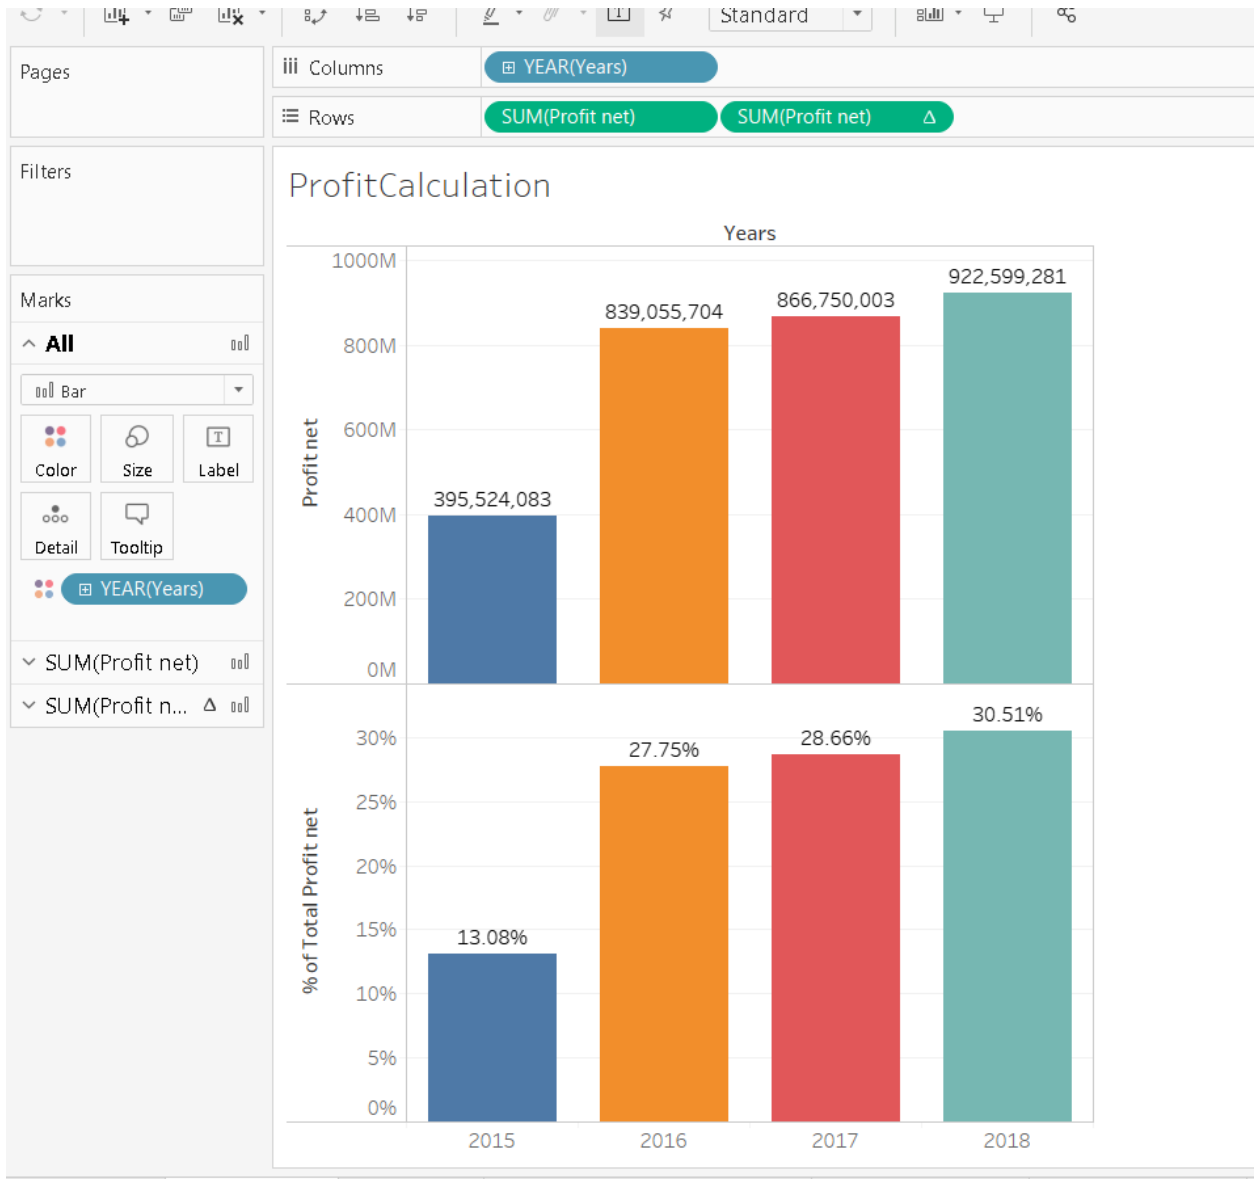 Standard
Pages
Columns
YEAR(Years)
Rows
SUM(Profit net)
SUM(Profit net) Δ
Filters
Marks
All
Bar
Color
Size
Label
Detail
Tooltip
YEAR(Years)
SUM(Profit net)
SUM(Profit n... Δ
ProfitCalculation
Years
Profit net
1000M
800M
600M
400M
200M
0M
395,524,083
839,055,704
866,750,003
922,599,281
% of Total Profit net
30%
25%
20%
15%
10%
5%
0%
13.08%
27.75%
28.66%
30.51%
2015
2016
2017
2018